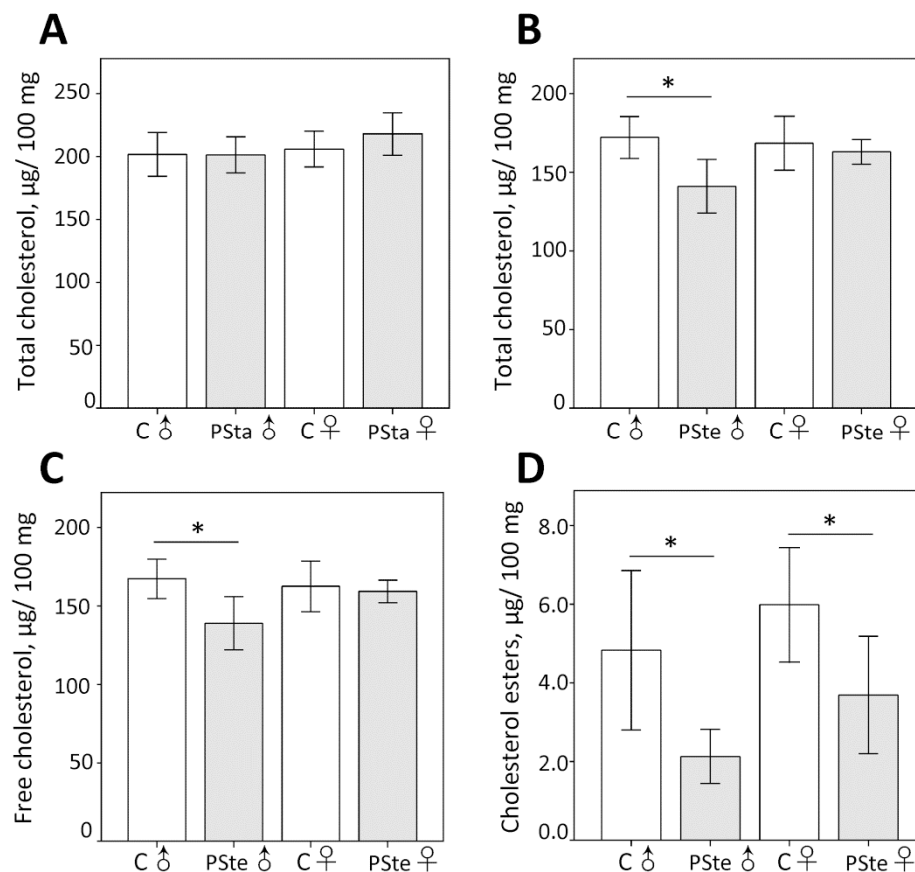 A
Total cholesterol, µg/ 100 mg
250
200
150
100
50
0
C ♂ PSta ♂ C ♀ PSta ♀
B
Total cholesterol, µg/ 100 mg
200
150
100
50
0
*
C ♂ PSte ♂ C ♀ PSte ♀
C
Free cholesterol, µg/ 100 mg
200
150
100
50
0
*
C ♂ PSte ♂ C ♀ PSte ♀
D
Cholesterol esters, µg/ 100 mg
8.0
6.0
4.0
2.0
0.0
*
*
C ♂ PSte ♂ C ♀ PSte ♀